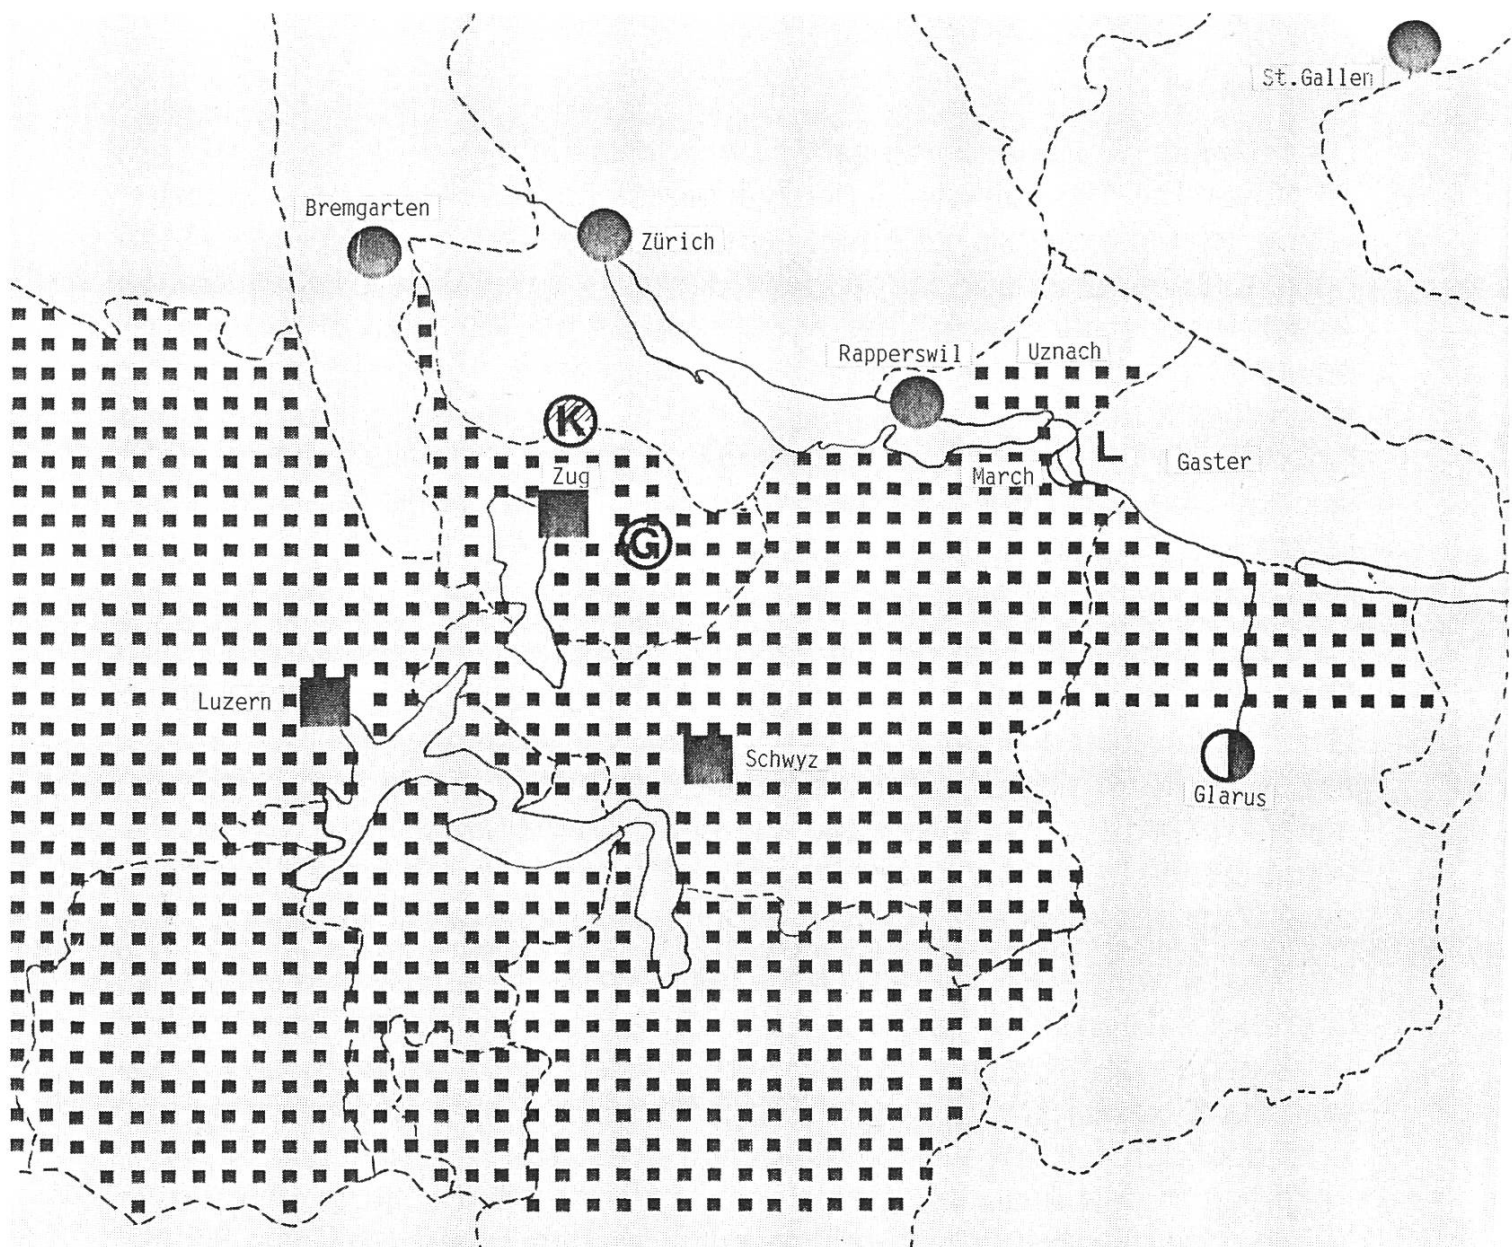 St.Gallen
Bremgarten
Zürich
Rapperswil
Uznach
K
L
Zug
March
Gaster
G
Luzern
Schwyz
Glarus